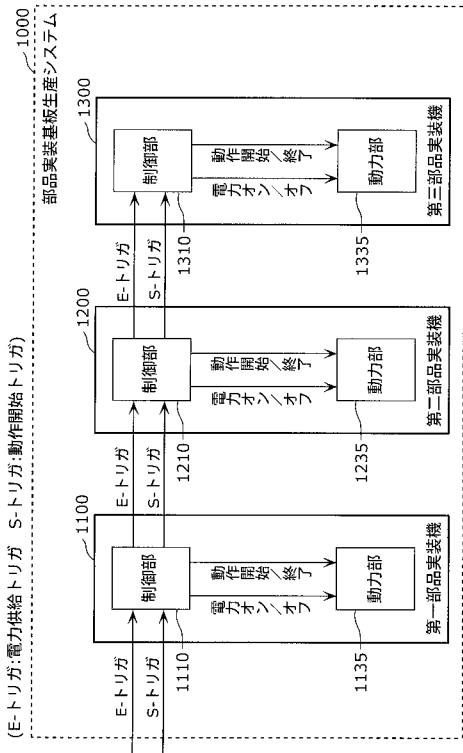 (E-トリガ:電力供給トリガ S-トリガ:動作開始トリガ)
1000
部品実装基板生産システム
1100
E-トリガ
S-トリガ
制御部
1110
電力オン／オフ
動作開始／終了
動力部
1135
第一部品実装機
1200
E-トリガ
S-トリガ
制御部
1210
電力オン／オフ
動作開始／終了
動力部
1235
第二部品実装機
1300
E-トリガ
S-トリガ
制御部
1310
電力オン／オフ
動作開始／終了
動力部
1335
第三部品実装機